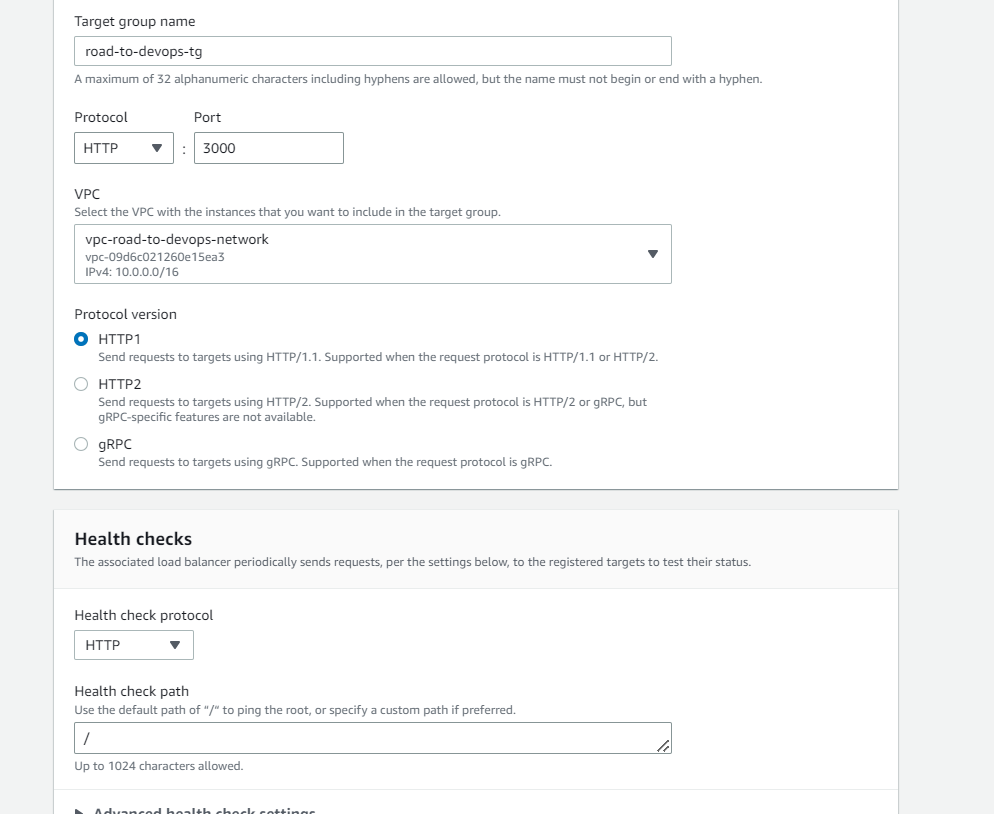 Target group name
road-to-devops-tg
A maximum of 32 alphanumeric characters including hyphens are allowed, but the name must not begin or end with a hyphen.
Protocol Port
HTTP : 3000
VPC
Select the VPC with the instances that you want to include in the target group.
vpc-road-to-devops-network
vpc-09d6c021260e15ea3
IPv4: 10.0.0.0/16
Protocol version
HTTP1
Send requests to targets using HTTP/1.1. Supported when the request protocol is HTTP/1.1 or HTTP/2.
HTTP2
Send requests to targets using HTTP/2. Supported when the request protocol is HTTP/2 or gRPC, but
gRPC-specific features are not available.
gRPC
Send requests to targets using gRPC. Supported when the request protocol is gRPC.
Health checks
The associated load balancer periodically sends requests, per the settings below, to the registered targets to test their status.
Health check protocol
HTTP
Health check path
Use the default path of "/" to ping the root, or specify a custom path if preferred.
/
Up to 1024 characters allowed.
Advanced health check settings